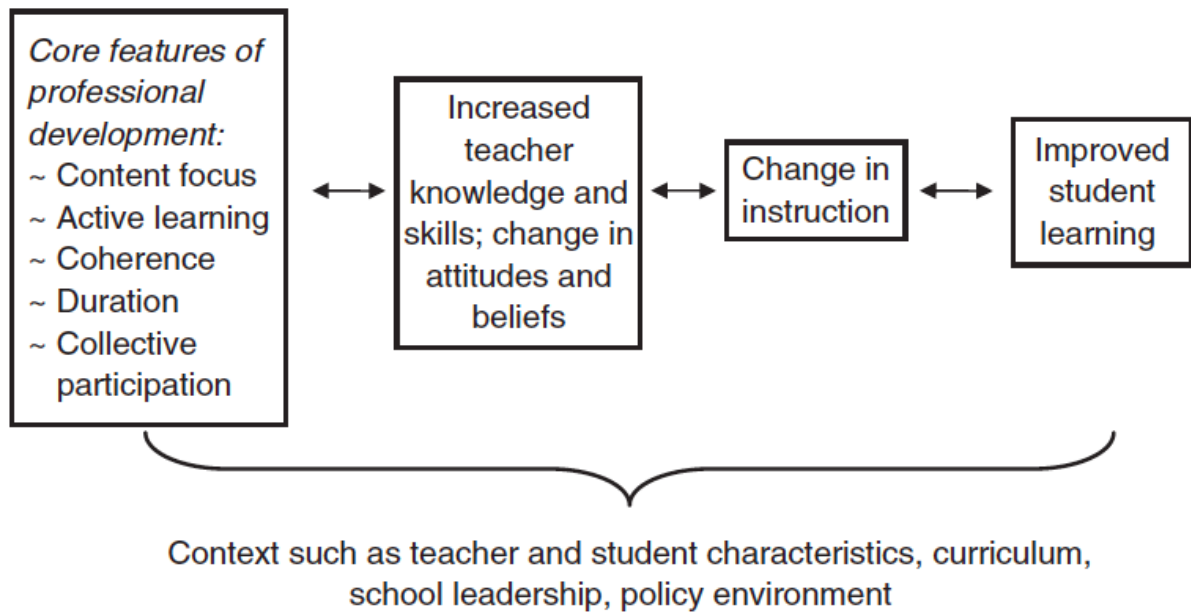 Core features of
professional
development:
~ Content focus
~ Active learning
~ Coherence
~ Duration
~ Collective
participation
Increased
teacher
knowledge and
skills; change in
attitudes and
beliefs
Change in
instruction
Improved
student
learning
Context such as teacher and student characteristics, curriculum,
school leadership, policy environment